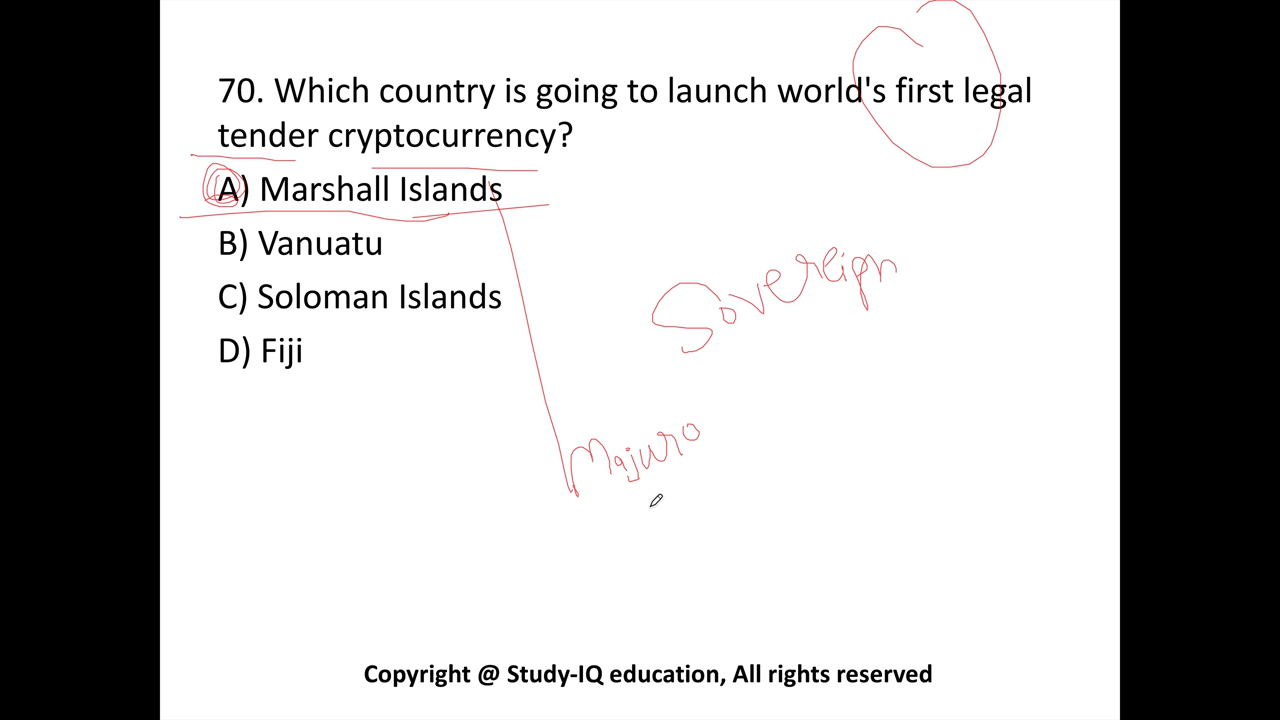 70. Which country is going to launch world's first legal
tender cryptocurrency?
A) Marshall Islands
B) Vanuatu
C) Soloman Islands
D) Fiji
Sovereign
Majuro
Copyright @ Study-IQ education, All rights reserved